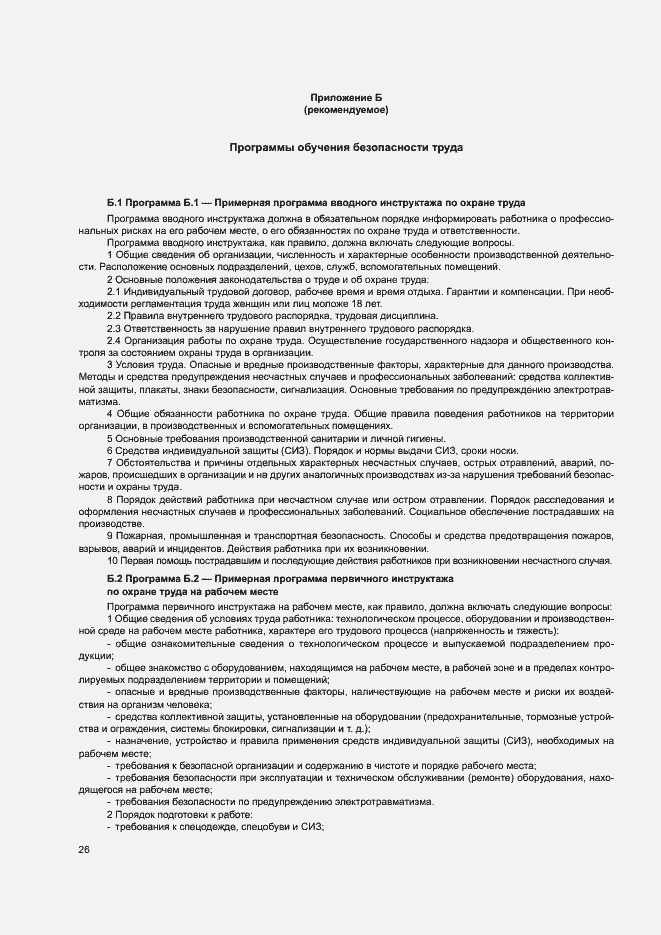 Приложение Б
(рекомендуемое)
Программы обучения безопасности труда
Б.1 Программа Б.1 — Примерная программа вводного инструктажа по охране труда
Программа вводного инструктажа должна в обязательном порядке информировать работника о профессио-
нальных рисках на его рабочем месте, о его обязанностях по охране труда и ответственности.
Программа вводного инструктажа, как правило, должна включать следующие вопросы.
1 Общие сведения об организации, численность и характерные особенности производственной деятельно-
сти. Расположение основных подразделений, цехов, служб, вспомогательных помещений.
2 Основные положения законодательства о труде и об охране труда:
2.1 Индивидуальный трудовой договор, рабочее время и время отдыха. Гарантии и компенсации. При необ-
ходимости регламентация труда женщин или лиц моложе 18 лет.
2.2 Правила внутреннего трудового распорядка, трудовая дисциплина.
2.3 Ответственность за нарушение правил внутреннего трудового распорядка.
2.4 Организация работы по охране труда. Осуществление государственного надзора и общественного кон-
троля за состоянием охраны труда в организации.
3 Условия труда. Опасные и вредные производственные факторы, характерные для данного производства.
Методы и средства предупреждения несчастных случаев и профессиональных заболеваний: средства коллектив-
ной защиты, плакаты, знаки безопасности, сигнализация. Основные требования по предупреждению электротрав-
матизма.
4 Общие обязанности работника по охране труда. Общие правила поведения работников на территории
организации, в производственных и вспомогательных помещениях.
5 Основные требования производственной санитарии и личной гигиены.
6 Средства индивидуальной защиты (СИЗ). Порядок и нормы выдачи СИЗ, сроки носки.
7 Обстоятельства и причины отдельных характерных несчастных случаев, острых отравлений, аварий, по-
жаров, происшедших в организации и на других аналогичных производствах из-за нарушения требований безопас-
ности и охраны труда.
8 Порядок действий работника при несчастном случае или остром отравлении. Порядок расследования и
оформления несчастных случаев и профессиональных заболеваний. Социальное обеспечение пострадавших на
производстве.
9 Пожарная, промышленная и транспортная безопасность. Способы и средства предотвращения пожаров,
взрывов, аварий и инцидентов. Действия работника при их возникновении.
10 Первая помощь пострадавшим и последующие действия работников при возникновении несчастного случая.
Б.2 Программа Б.2 — Примерная программа первичного инструктажа
по охране труда на рабочем месте
Программа первичного инструктажа на рабочем месте, как правило, должна включать следующие вопросы:
1 Общие сведения об условиях труда работника: технологическом процессе, оборудовании и производствен-
ной среде на рабочем месте работника, характере его трудового процесса (напряженность и тяжесть):
- общие ознакомительные сведения о технологическом процессе и выпускаемой подразделением про-
дукции;
- общее знакомство с оборудованием, находящимся на рабочем месте, в рабочей зоне и в пределах контро-
лируемых подразделением территории и помещений;
- опасные и вредные производственные факторы, наличествующие на рабочем месте и риски их воздей-
ствия на организм человека;
- средства коллективной защиты, установленные на оборудовании (предохранительные, тормозные устрой-
ства и ограждения, системы блокировки, сигнализации и т. д.);
- назначение, устройство и правила применения средств индивидуальной защиты (СИЗ), необходимых на
рабочем месте;
- требования к безопасной организации и содержанию в чистоте и порядке рабочего места;
- требования безопасности при эксплуатации и техническом обслуживании (ремонте) оборудования, нахо-
дящегося на рабочем месте;
- требования безопасности по предупреждению электротравматизма.
2 Порядок подготовки к работе:
- требования к спецодежде, спецобуви и СИЗ;
26